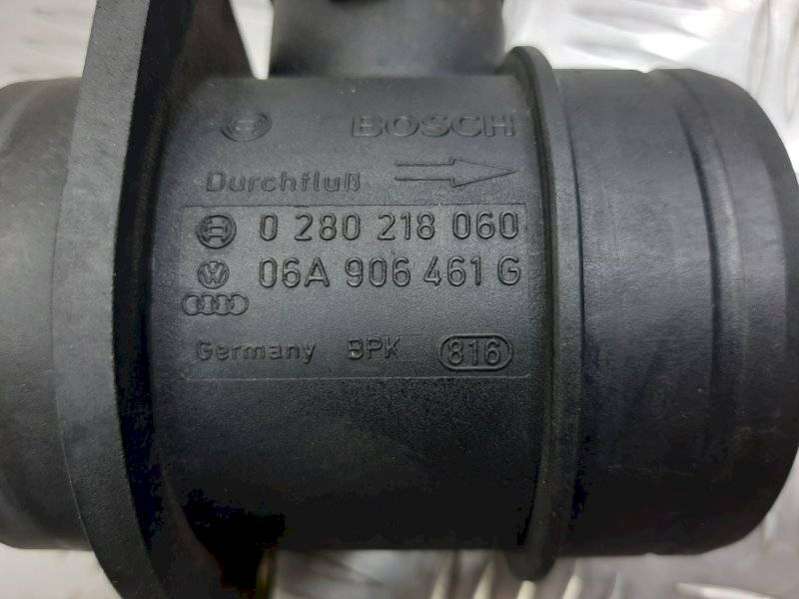 BOSCH
Durchfluß
0 280 218 060
06A 906 461 G
Germany BPK 816